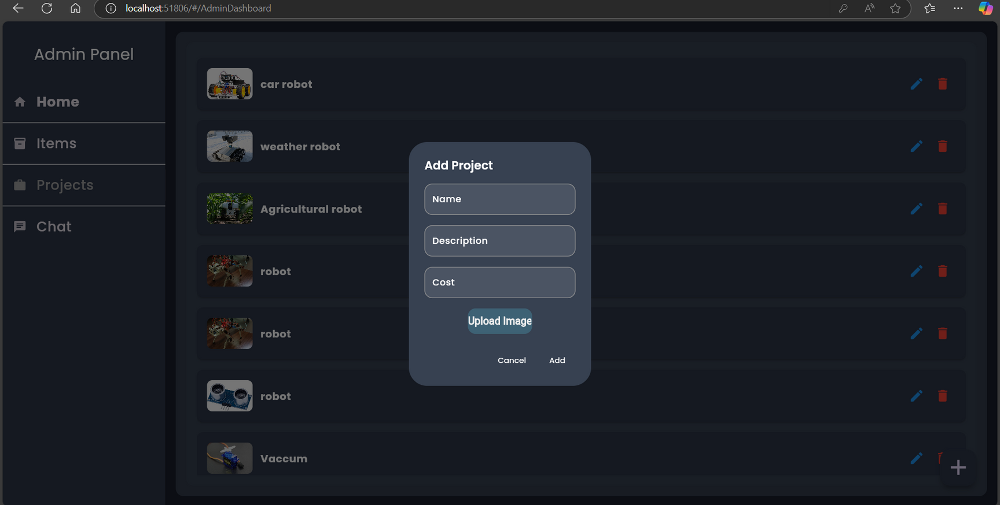 localhost:51806/#/AdminDashboard
Admin Panel
Home
Items
Projects
Chat
car robot
weather robot
Agricultural robot
robot
robot
robot
Vaccum
Add Project
Name
Description
Cost
Upload Image
Cancel
Add